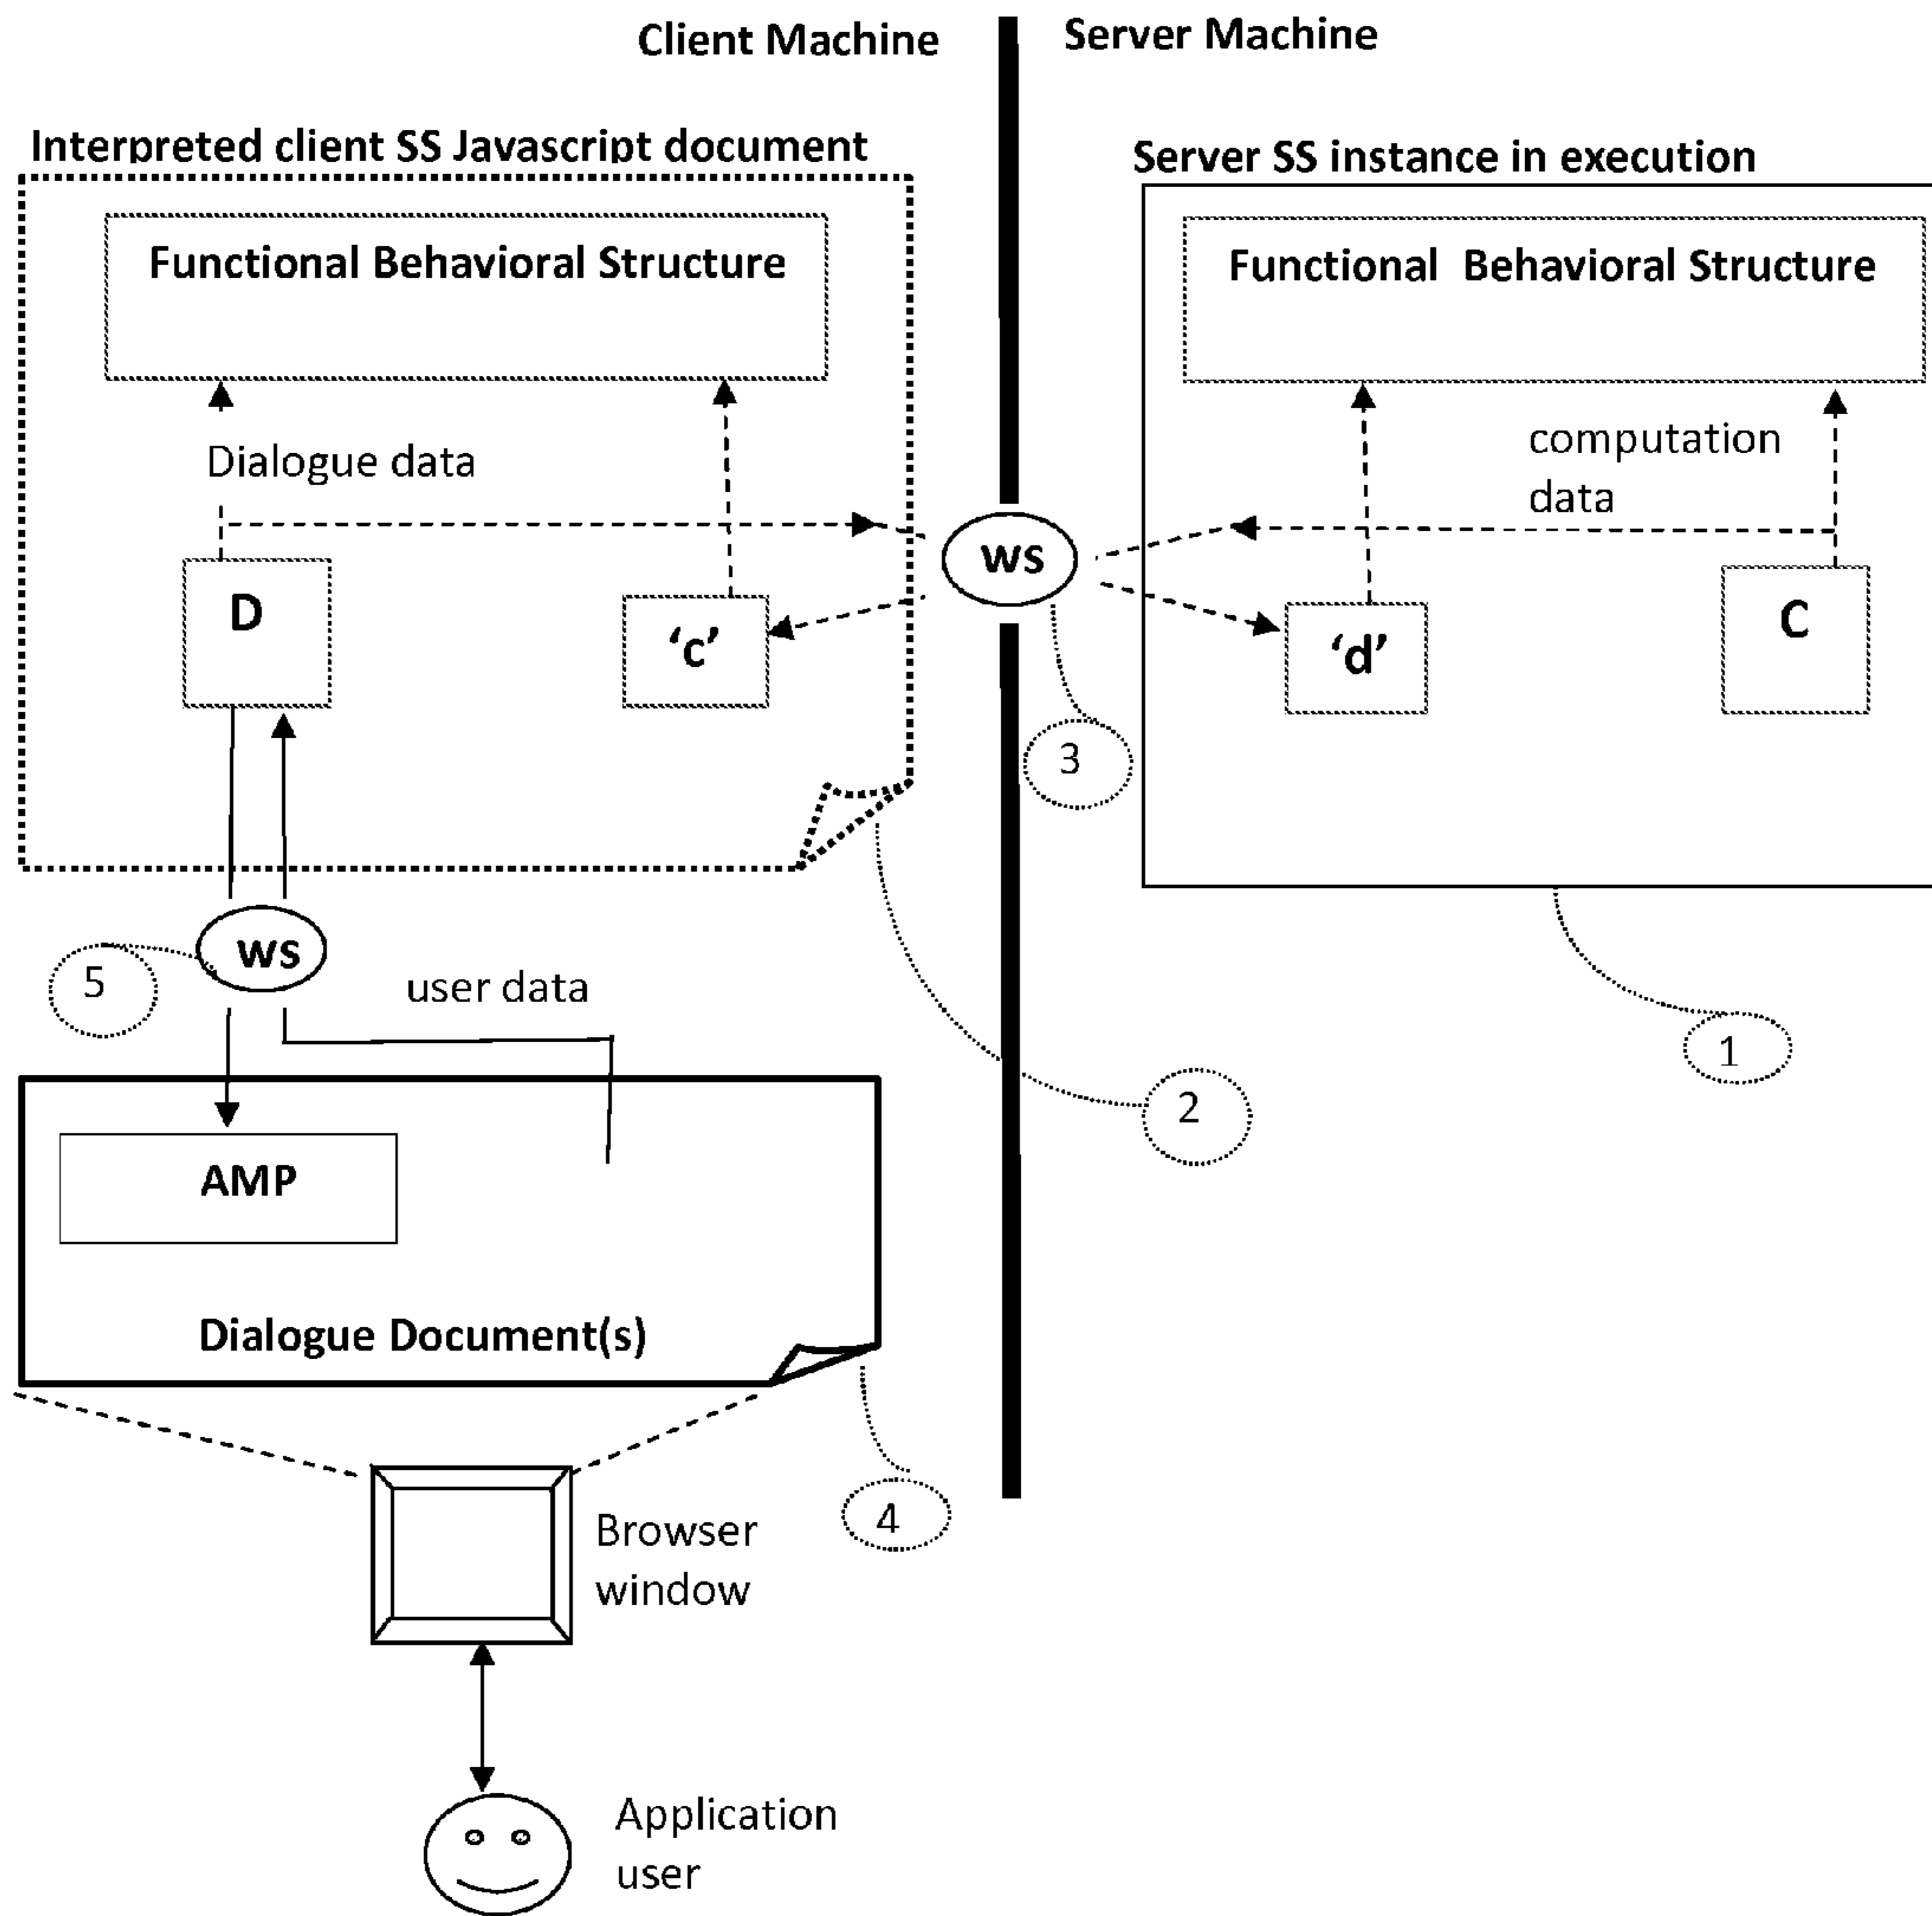 Client Machine
Server Machine
Interpreted client SS Javascript document
Server SS instance in execution
Functional Behavioral Structure
Functional Behavioral Structure
Dialogue data
computation
data
ws
D
'c'
'd'
C
3
ws
5
user data
1
2
AMP
Dialogue Document(s)
4
Browser
window
Application
user